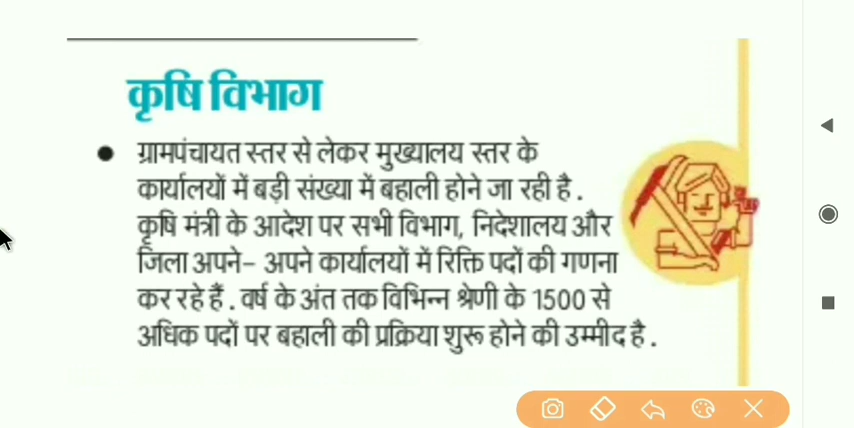 कृषि विभाग
ग्रामपंचायत स्तर से लेकर मुख्यालय स्तर के
कार्यालयों में बड़ी संख्या में बहाली होने जा रही है .
कृषि मंत्री के आदेश पर सभी विभाग, निदेशालय और
जिला अपने- अपने कार्यालयों में रिक्ति पदों की गणना
कर रहे हैं . वर्ष के अंत तक विभिन्न श्रेणी के 1500 से
अधिक पदों पर बहाली की प्रक्रिया शुरू होने की उम्मीद है .